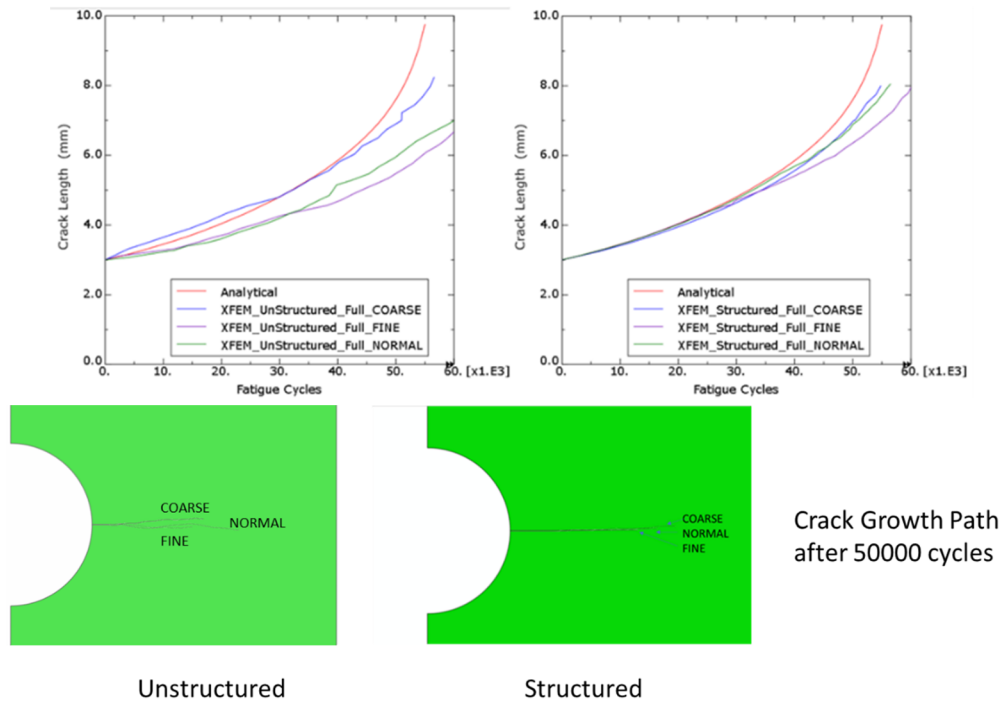 10.0
8.0
6.0
4.0
2.0
0.0
Crack Length (mm)
Analytical
XFEM_UnStructured_Full_COARSE
XFEM_UnStructured_Full_FINE
XFEM_UnStructured_Full_NORMAL
0. 10. 20. 30. 40. 50. 60. [x1.E3]
Fatigue Cycles
10.0
8.0
6.0
4.0
2.0
0.0
Crack Length (mm)
Analytical
XFEM_Structured_Full_COARSE
XFEM_Structured_Full_FINE
XFEM_Structured_Full_NORMAL
0. 10. 20. 30. 40. 50. 60. [x1.E3]
Fatigue Cycles
COARSE
NORMAL
FINE
COARSE
NORMAL
FINE
Crack Growth Path
after 50000 cycles
Unstructured
Structured